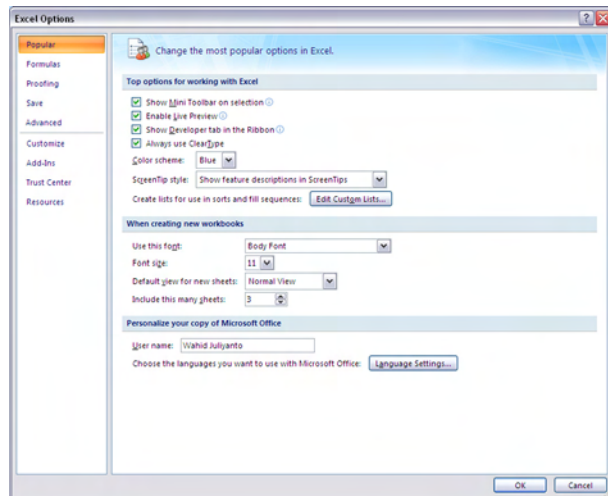 Excel Options
Popular
Formulas
Proofing
Save
Advanced
Customize
Add-Ins
Trust Center
Resources
Change the most popular options in Excel.
Top options for working with Excel
Show Mini Toolbar on selection
Enable Live Preview
Show Developer tab in the Ribbon
Always use ClearType
Color scheme: Blue
ScreenTip style: Show feature descriptions in ScreenTips
Create lists for use in sorts and fill sequences: Edit Custom Lists...
When creating new workbooks
Use this font: Body Font
Font size: 11
Default view for new sheets: Normal View
Include this many sheets: 3
Personalize your copy of Microsoft Office
User name: Wahid Juliyanto
Choose the languages you want to use with Microsoft Office: Language Settings...
OK Cancel